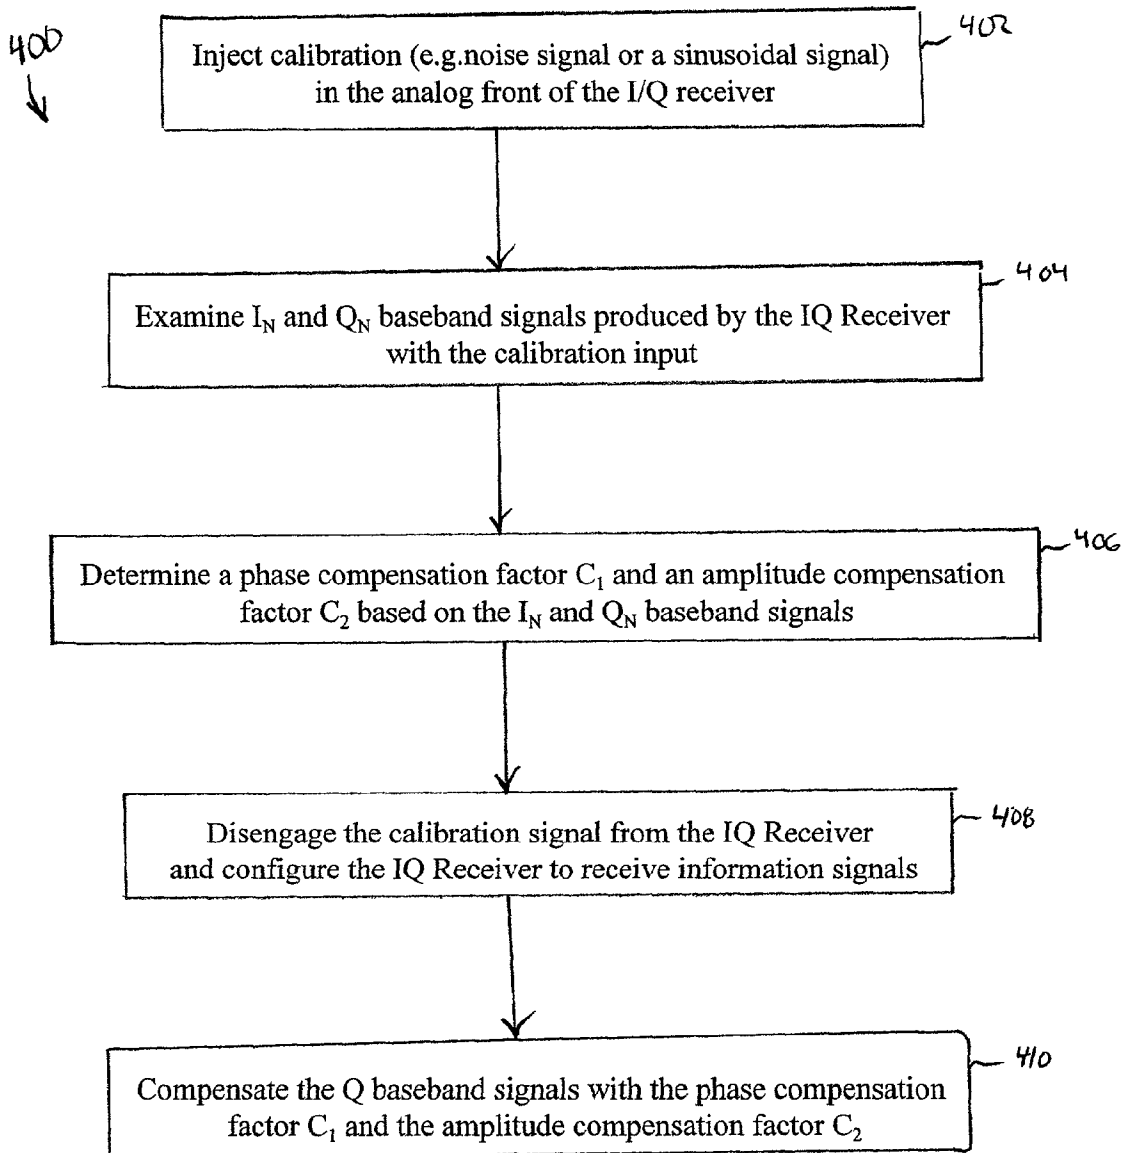 400
402
Inject calibration (e.g.noise signal or a sinusoidal signal)
in the analog front of the I/Q receiver
404
Examine I_N and Q_N baseband signals produced by the IQ Receiver
with the calibration input
406
Determine a phase compensation factor C_1 and an amplitude compensation
factor C_2 based on the I_N and Q_N baseband signals
408
Disengage the calibration signal from the IQ Receiver
and configure the IQ Receiver to receive information signals
410
Compensate the Q baseband signals with the phase compensation
factor C_1 and the amplitude compensation factor C_2